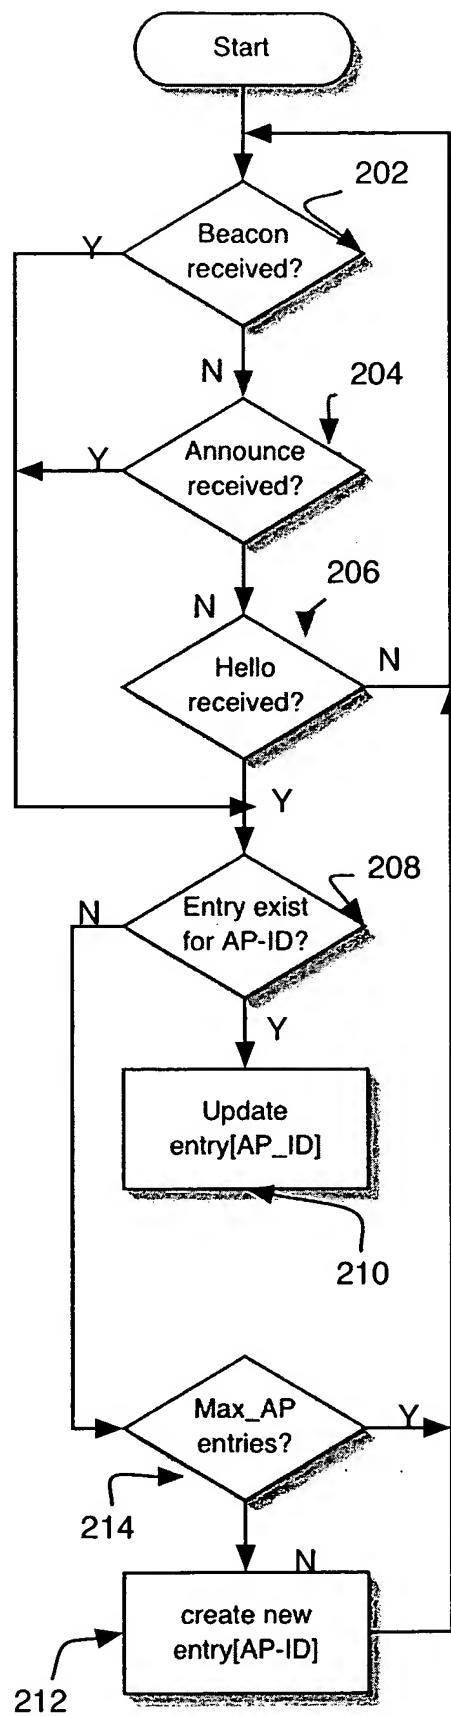 Start
202
Y
Beacon
received?
N
204
Y
Announce
received?
206
N
Hello
received?
N
Y
208
N
Entry exist
for AP-ID?
Y
Update
entry[AP_ID]
210
Max_AP
entries?
Y
214
N
create new
entry[AP-ID]
212